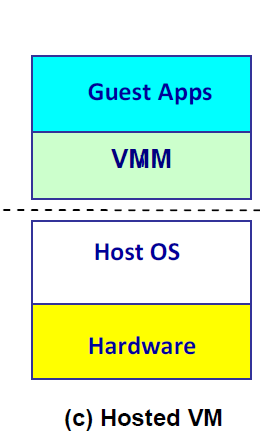 Guest Apps
VMM
Host OS
Hardware
(c) Hosted VM